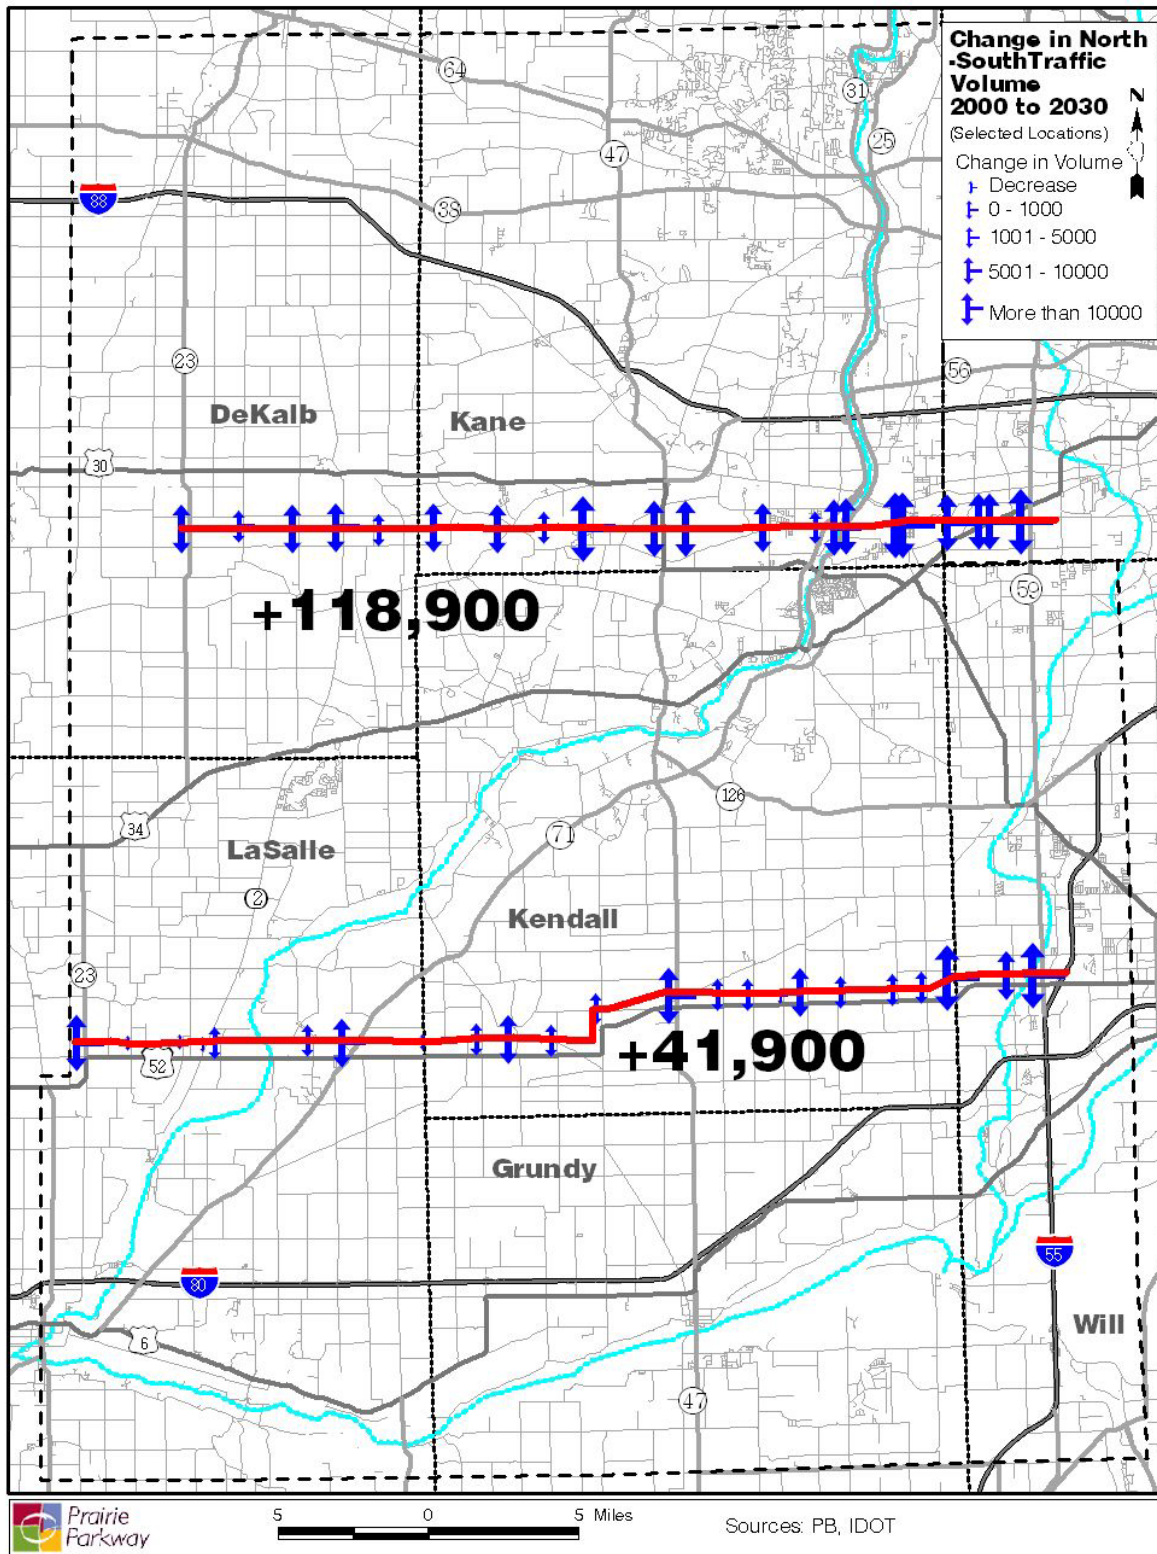 Change in North
-SouthTraffic
Volume
2000 to 2030
(Selected Locations)
N
Change in Volume
Decrease
0 - 1000
1001 - 5000
5001 - 10000
More than 10000
64
31
25
47
88
38
23
56
DeKalb
Kane
30
59
+118,900
126
34
71
LaSalle
2
Kendall
23
52
+41,900
Grundy
55
80
Will
6
47
Prairie
Parkway
5 0 5 Miles
Sources: PB, IDOT